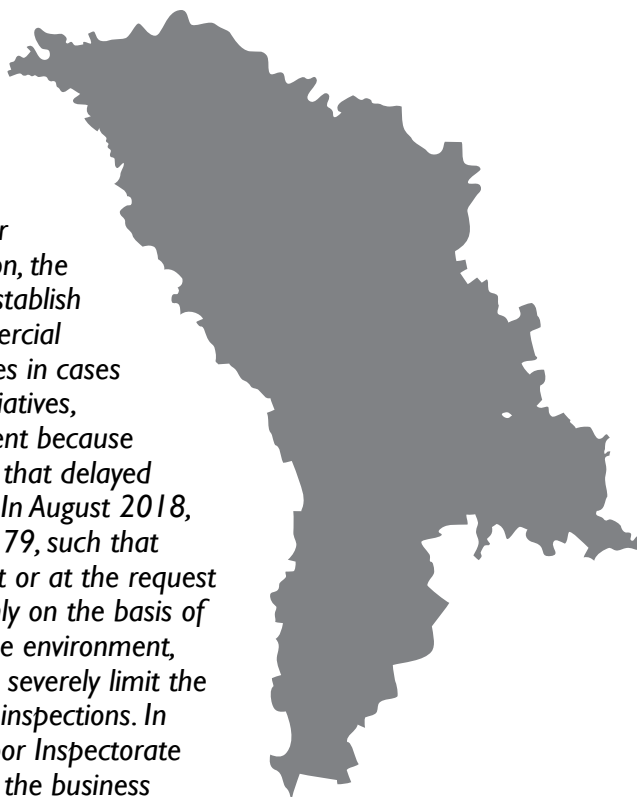 r
on, the
stablish
ercial
es in cases
iatives,
ent because
that delayed
In August 2018,
79, such that
t or at the request
ly on the basis of
e environment,
severely limit the
inspections. In
or Inspectorate
the business